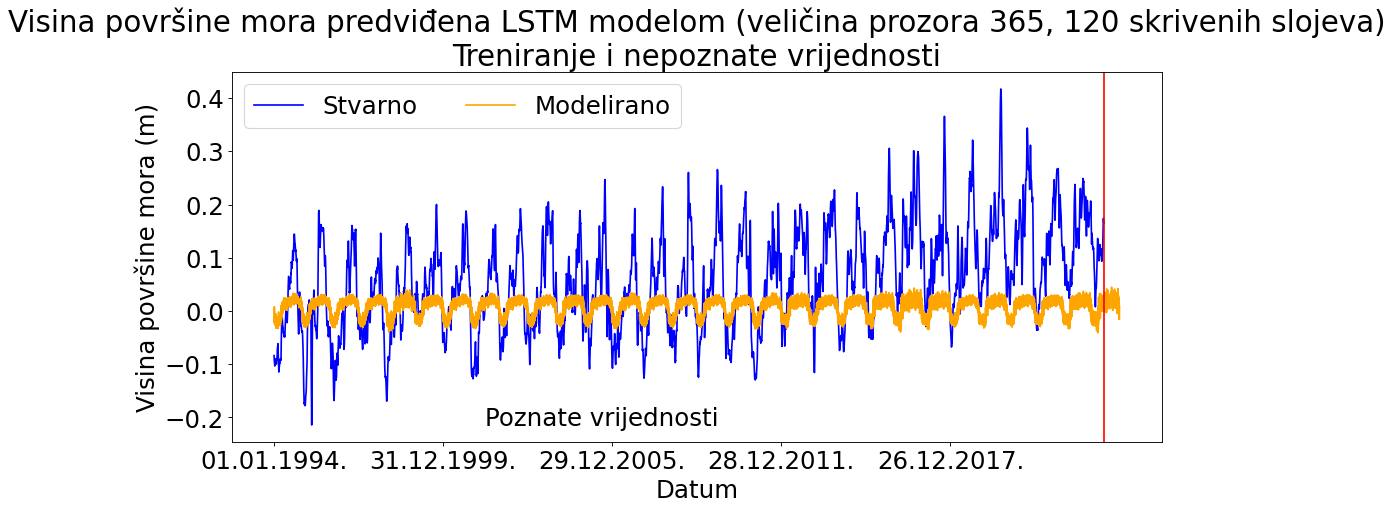 Visina površine mora predviđena LSTM modelom (veličina prozora 365, 120 skrivenih slojeva)
Treniranje i nepoznate vrijednosti
Stvarno Modelirano
Visina površine mora (m)
0.4
0.3
0.2
0.1
0.0
−0.1
−0.2
Poznate vrijednosti
01.01.1994. 31.12.1999. 29.12.2005. 28.12.2011. 26.12.2017.
Datum